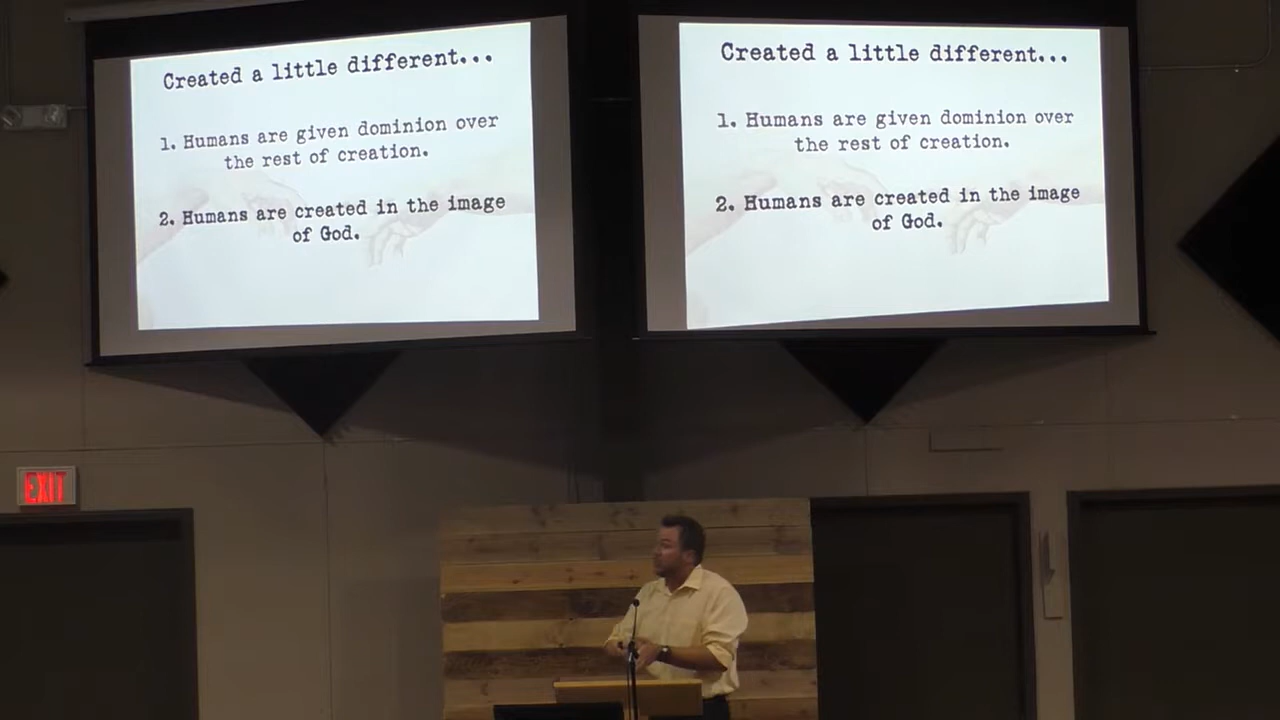 Created a little different...
1. Humans are given dominion over
the rest of creation.
2. Humans are created in the image
of God.
Created a little different...
1. Humans are given dominion over
the rest of creation.
2. Humans are created in the image
of God.
EXIT